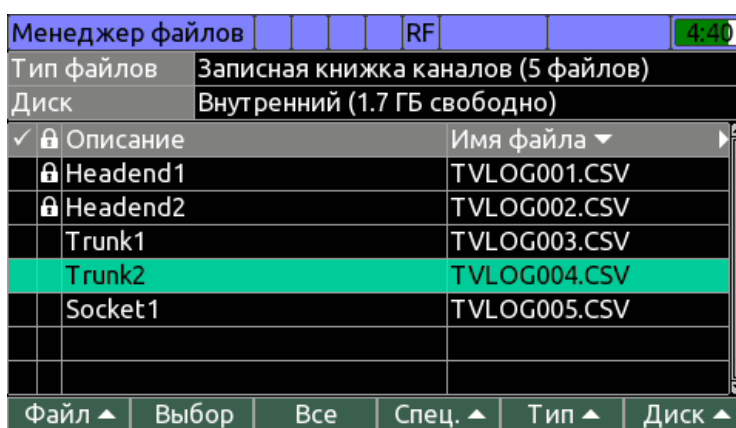 Менеджер файлов RF 4:40
Тип файлов Записная книжка каналов (5 файлов)
Диск Внутренний (1.7 ГБ свободно)
✓ Описание Имя файла ▼
Headend1 TVLOG001.CSV
Headend2 TVLOG002.CSV
Trunk1 TVLOG003.CSV
Trunk2 TVLOG004.CSV
Socket1 TVLOG005.CSV
Файл ▲ Выбор Все Спец. ▲ Тип ▲ Диск ▲